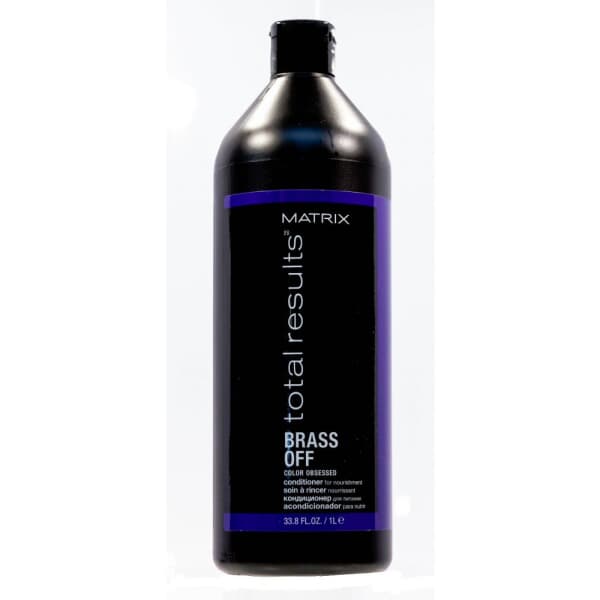 MATRIX
total results
BRASS
OFF
COLOR OBSESSED
conditioner for nourishment
soin à rincer nourrissant
кондиционер для питания
acondicionador para nutrir
33.8 FL.OZ. / 1L℮